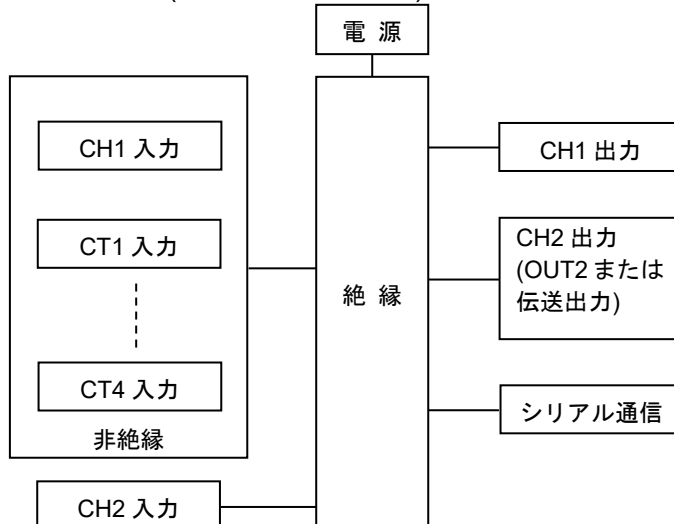 電 源
CH1 入力
CT1 入力
CT4 入力
非絶縁
CH2 入力
絶 縁
CH1 出力
CH2 出力
(OUT2 または
伝送出力)
シリアル通信